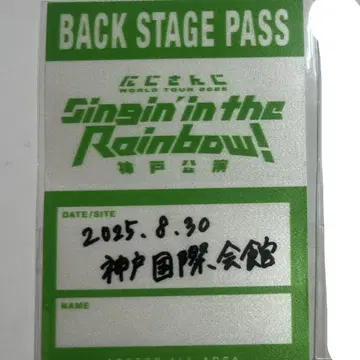 BACK STAGE PASS
にじさんじ
WORLD TOUR 2025
Singin' in the
Rainbow!
神戸公演
DATE/SITE
2025.8.30
神戸国際会館
NAME